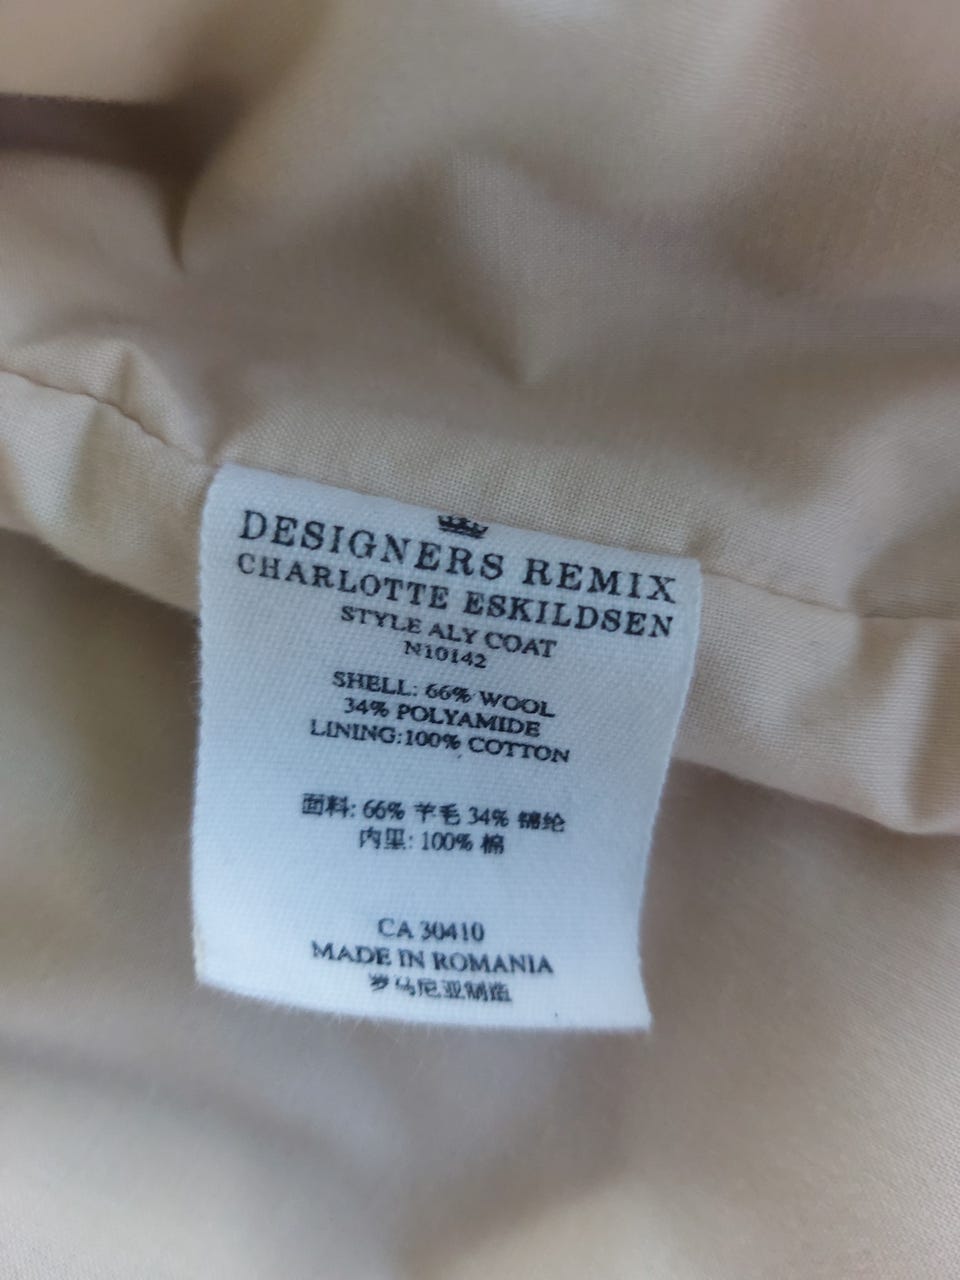 DESIGNERS REMIX
CHARLOTTE ESKILDSEN
STYLE ALY COAT
N10142
SHELL: 66% WOOL
34% POLYAMIDE
LINING:100% COTTON
面料: 66% 羊毛 34% 锦纶
内里: 100% 棉
CA 30410
MADE IN ROMANIA
罗马尼亚制造